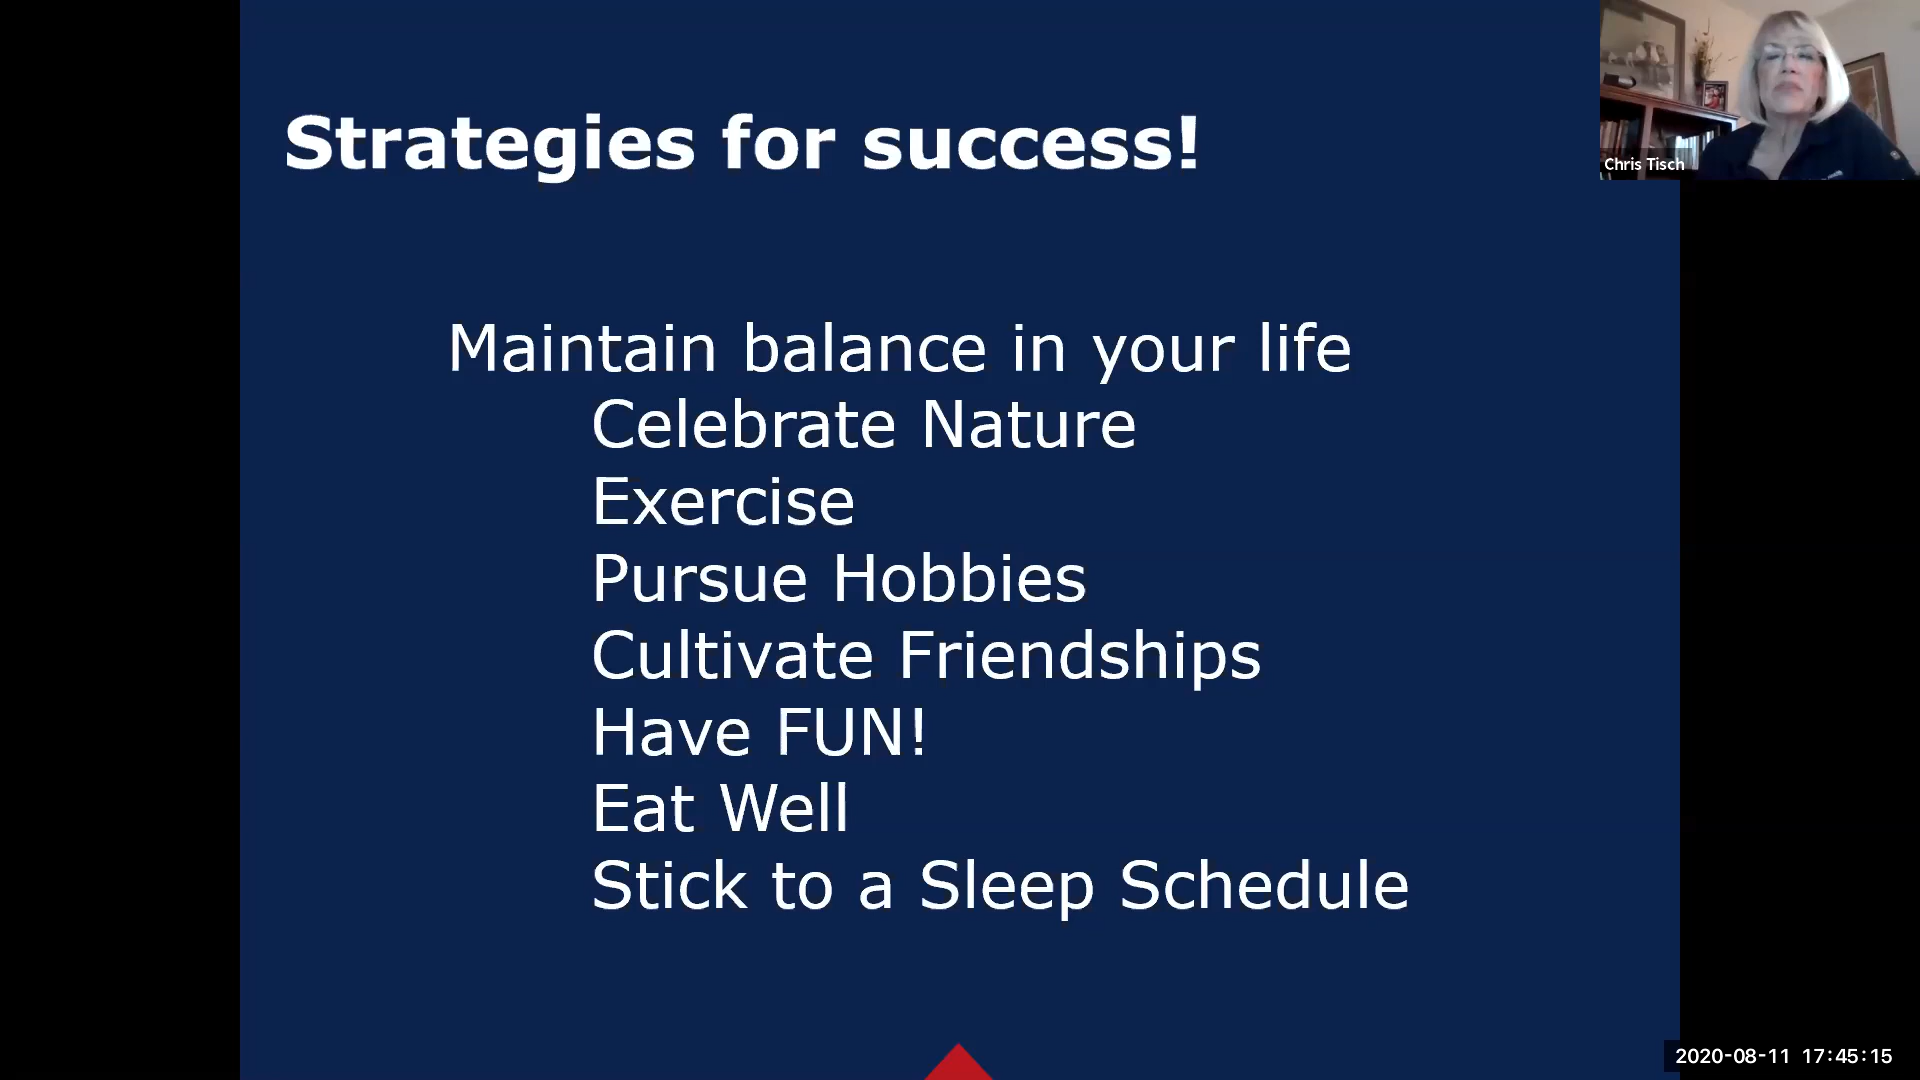 Strategies for success!
Chris Tisch
Maintain balance in your life
Celebrate Nature
Exercise
Pursue Hobbies
Cultivate Friendships
Have FUN!
Eat Well
Stick to a Sleep Schedule
2020-08-11 17:45:15